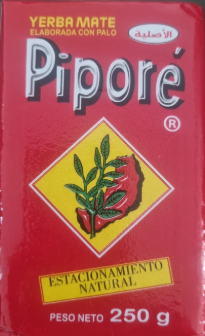 YERBA MATE
ELABORADA CON PALO
الأصلية
Piporé
®
ESTACIONAMIENTO
NATURAL
PESO NETO 250 g